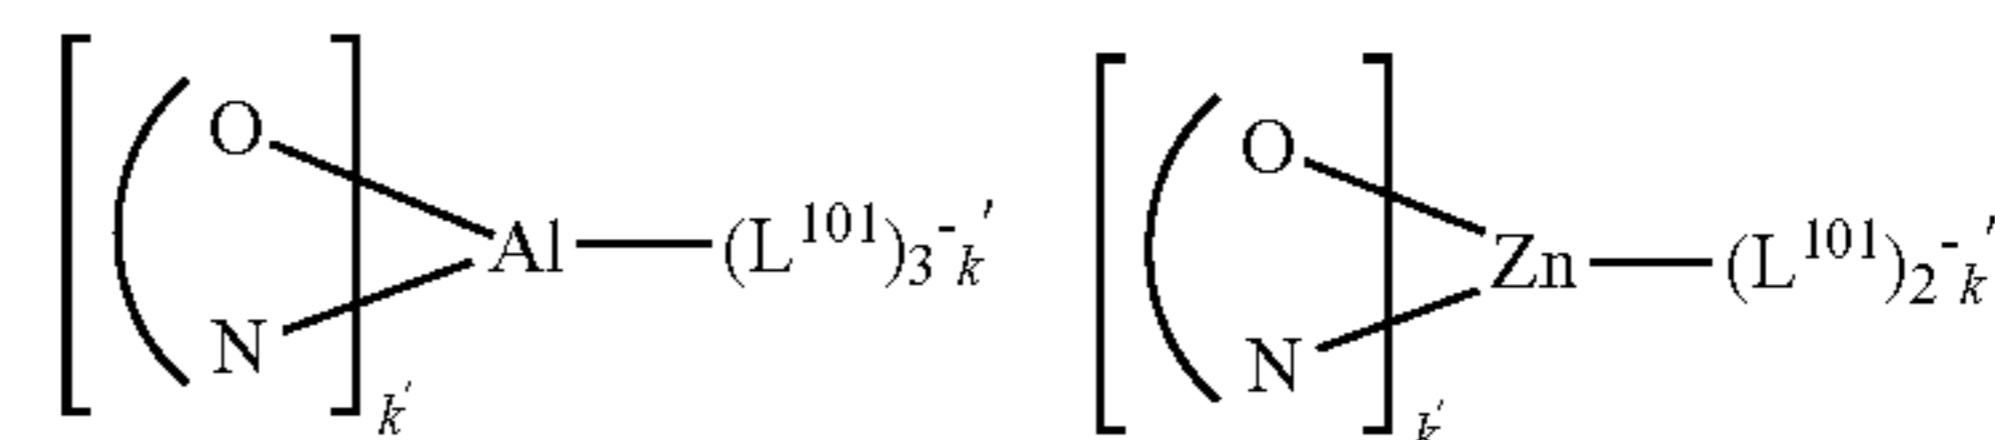 [(O N)]k' Al—(L¹⁰¹)₃-k'
[(O N)]k' Zn—(L¹⁰¹)₂-k'